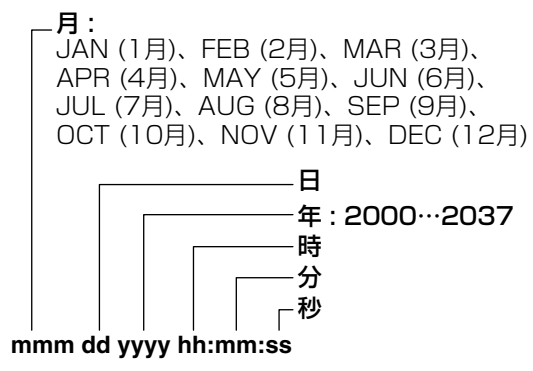 月 :
JAN (1月)、FEB (2月)、MAR (3月)、
APR (4月)、MAY (5月)、JUN (6月)、
JUL (7月)、AUG (8月)、SEP (9月)、
OCT (10月)、NOV (11月)、DEC (12月)
日
年 : 2000…2037
時
分
秒
mmm dd yyyy hh:mm:ss